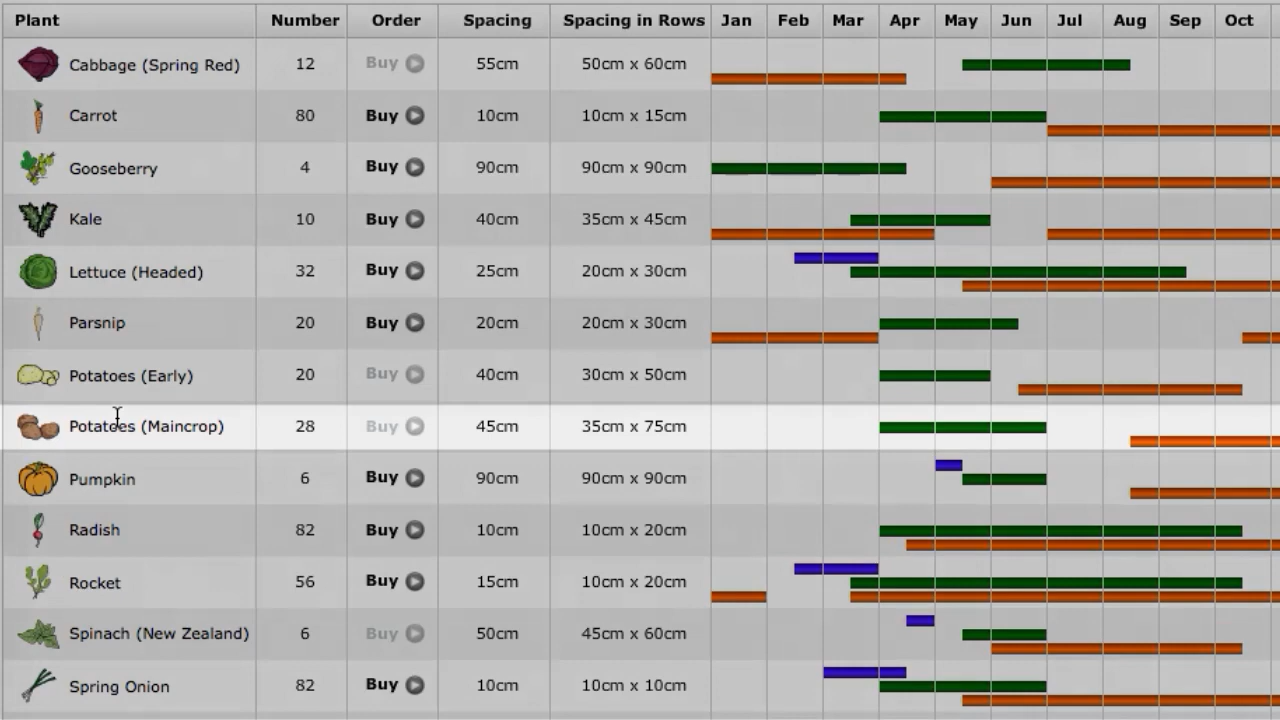 Plant Number Order Spacing Spacing in Rows Jan Feb Mar Apr May Jun Jul Aug Sep Oct
Cabbage (Spring Red) 12 Buy 55cm 50cm x 60cm
Carrot 80 Buy 10cm 10cm x 15cm
Gooseberry 4 Buy 90cm 90cm x 90cm
Kale 10 Buy 40cm 35cm x 45cm
Lettuce (Headed) 32 Buy 25cm 20cm x 30cm
Parsnip 20 Buy 20cm 20cm x 30cm
Potatoes (Early) 20 Buy 40cm 30cm x 50cm
Potatoes (Maincrop) 28 Buy 45cm 35cm x 75cm
Pumpkin 6 Buy 90cm 90cm x 90cm
Radish 82 Buy 10cm 10cm x 20cm
Rocket 56 Buy 15cm 10cm x 20cm
Spinach (New Zealand) 6 Buy 50cm 45cm x 60cm
Spring Onion 82 Buy 10cm 10cm x 10cm